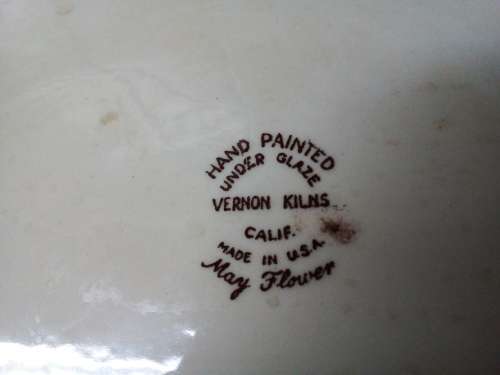 HAND PAINTED
UNDER GLAZE
VERNON KILNS
CALIF.
MADE IN U.S.A.
May Flower